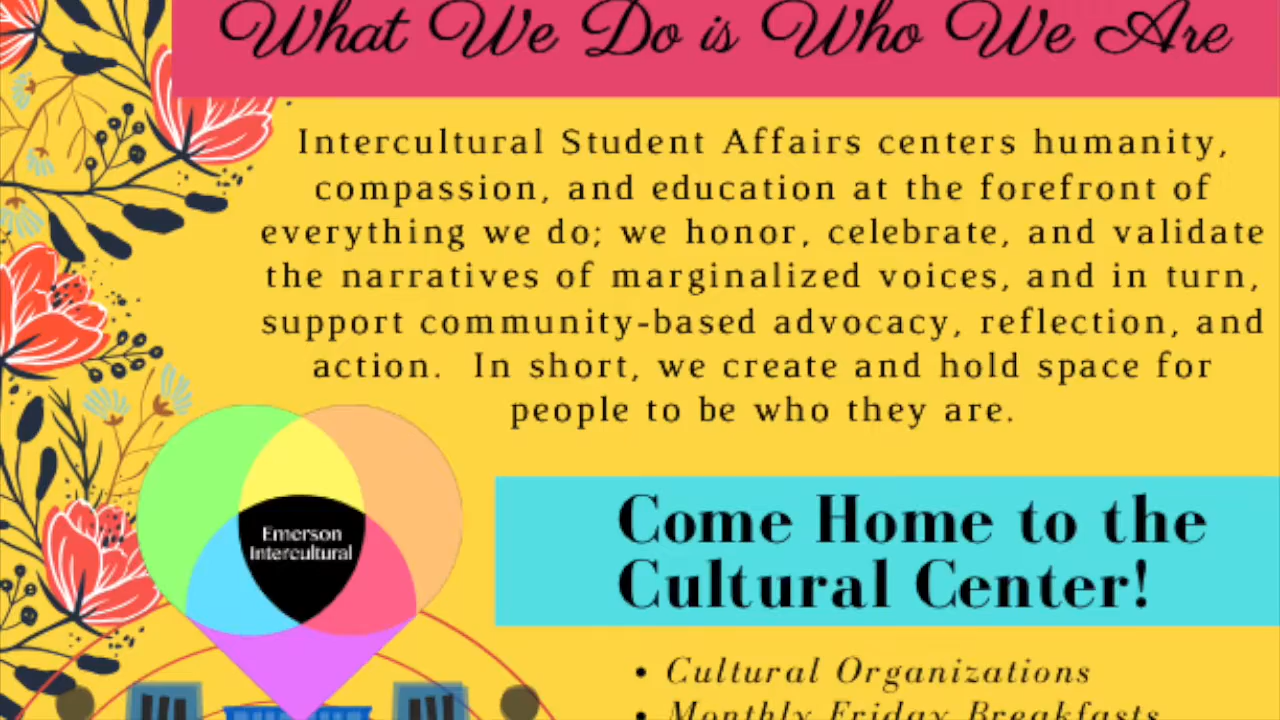 What We Do is Who We Are
Intercultural Student Affairs centers humanity,
compassion, and education at the forefront of
everything we do; we honor, celebrate, and validate
the narratives of marginalized voices, and in turn,
support community-based advocacy, reflection, and
action.  In short, we create and hold space for
people to be who they are.
Emerson
Intercultural
Come Home to the
Cultural Center!
• Cultural Organizations
• Monthly Friday Breakfasts